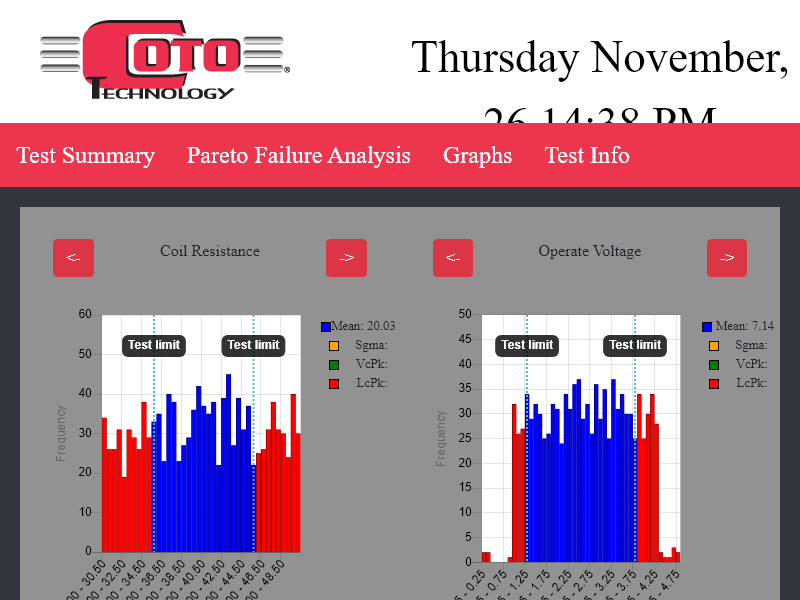 COTO
TECHNOLOGY
®
Thursday November,
26 14:38 PM
Test Summary Pareto Failure Analysis Graphs Test Info
<- Coil Resistance ->
<- Operate Voltage ->
60
50
40
30
20
10
0
Frequency
Test limit Test limit
Mean: 20.03
Sigma:
VcPk:
LcPk:
00 - 30.50
00 - 32.50
00 - 34.50
00 - 36.50
00 - 38.50
00 - 40.50
00 - 42.50
00 - 44.50
00 - 46.50
00 - 48.50
50
45
40
35
30
25
20
15
10
5
0
Frequency
Test limit Test limit
Mean: 7.14
Sigma:
VcPk:
LcPk:
5 - 0.25
5 - 0.75
5 - 1.25
5 - 1.75
5 - 2.25
5 - 2.75
5 - 3.25
5 - 3.75
5 - 4.25
5 - 4.75